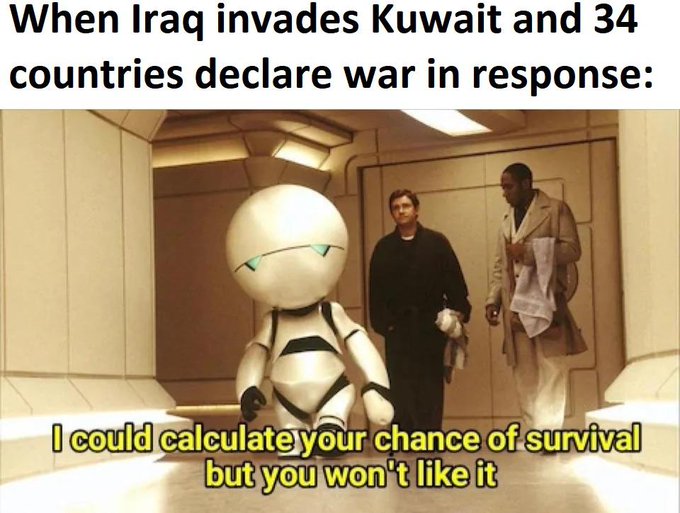 When Iraq invades Kuwait and 34
countries declare war in response:
I could calculate your chance of survival
but you won't like it